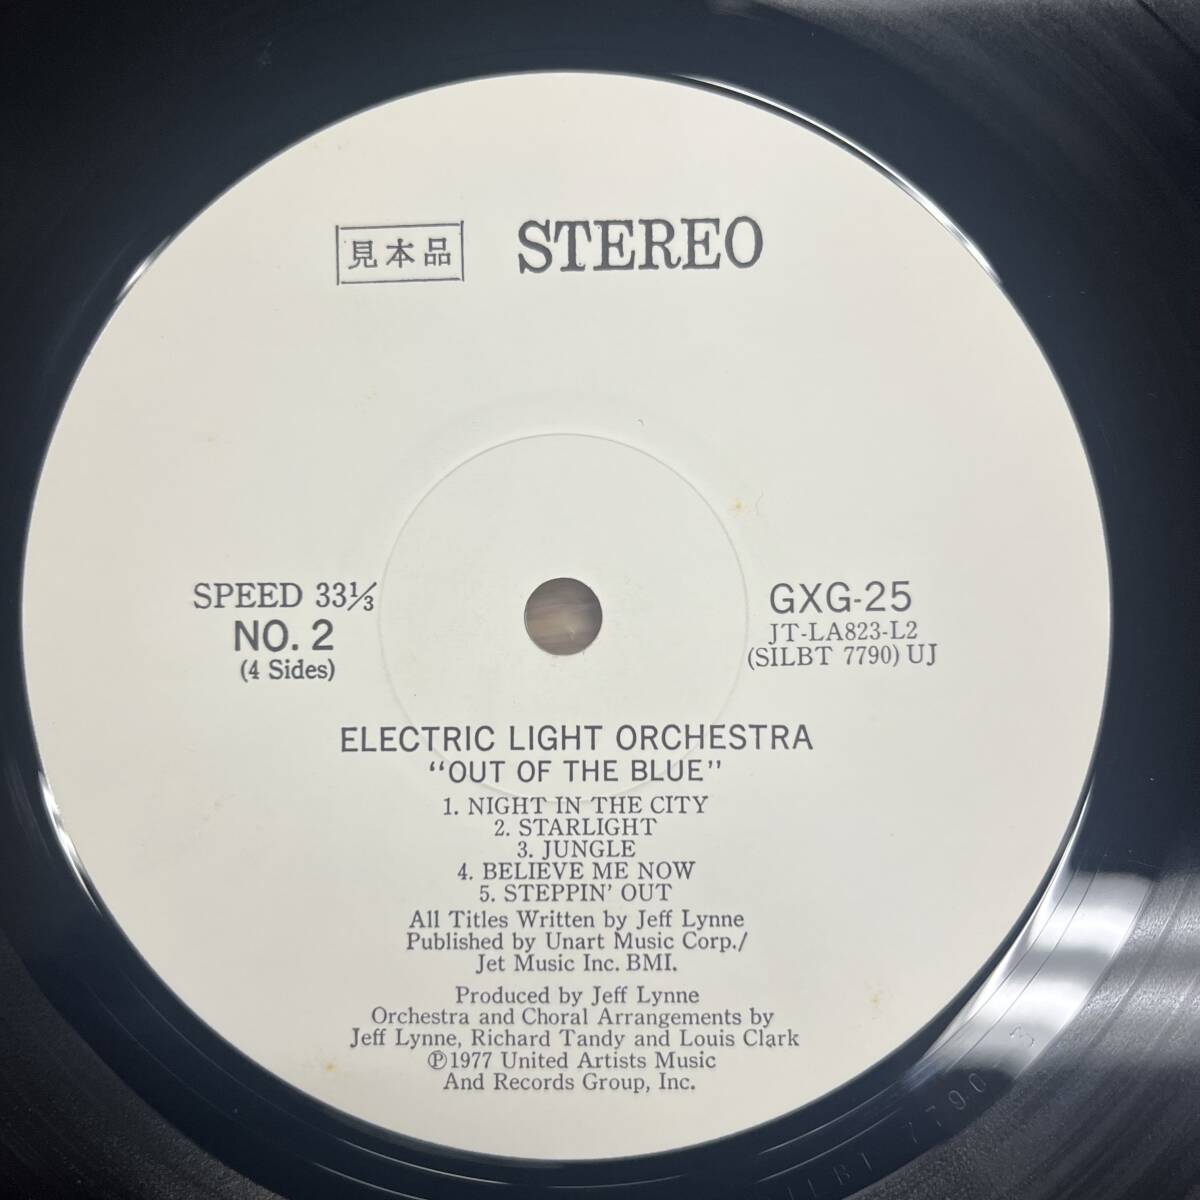 見本品 STEREO
SPEED 33⅓
NO. 2
(4 Sides)
GXG-25
JT-LA823-L2
(SILBT 7790) UJ
ELECTRIC LIGHT ORCHESTRA
"OUT OF THE BLUE"
1. NIGHT IN THE CITY
2. STARLIGHT
3. JUNGLE
4. BELIEVE ME NOW
5. STEPPIN' OUT
All Titles Written by Jeff Lynne
Published by Unart Music Corp./
Jet Music Inc. BMI.
Produced by Jeff Lynne
Orchestra and Choral Arrangements by
Jeff Lynne, Richard Tandy and Louis Clark
℗1977 United Artists Music
And Records Group, Inc.
7790